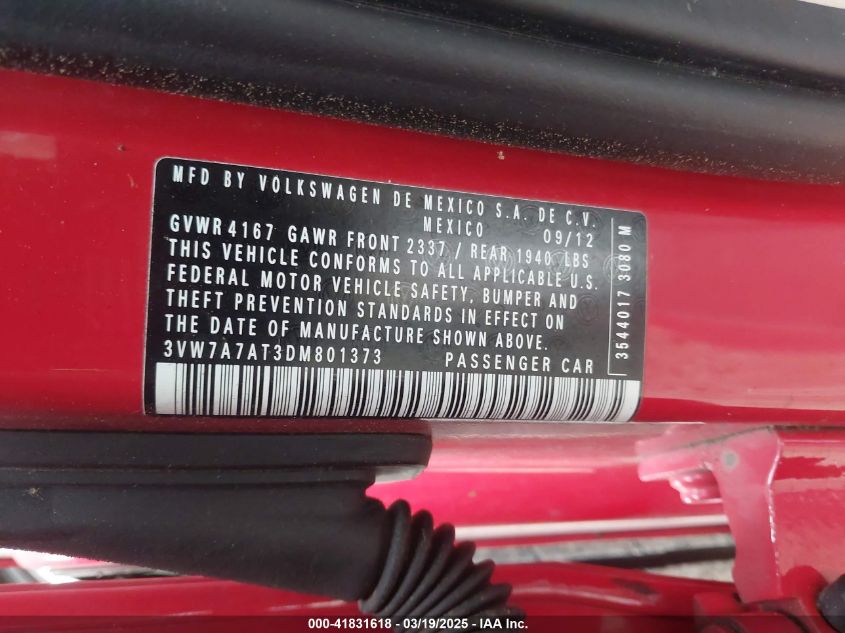 MFD BY VOLKSWAGEN DE MEXICO S.A. DE C.V.
MEXICO 09/12
GVWR 4167 GAWR FRONT 2337 / REAR 1940 LBS
THIS VEHICLE CONFORMS TO ALL APPLICABLE U.S.
FEDERAL MOTOR VEHICLE SAFETY, BUMPER AND
THEFT PREVENTION STANDARDS IN EFFECT ON
THE DATE OF MANUFACTURE SHOWN ABOVE.
3VW7A7AT3DM801373 PASSENGER CAR
3544017 3080 M
000-41831618 - 03/19/2025 - IAA Inc.